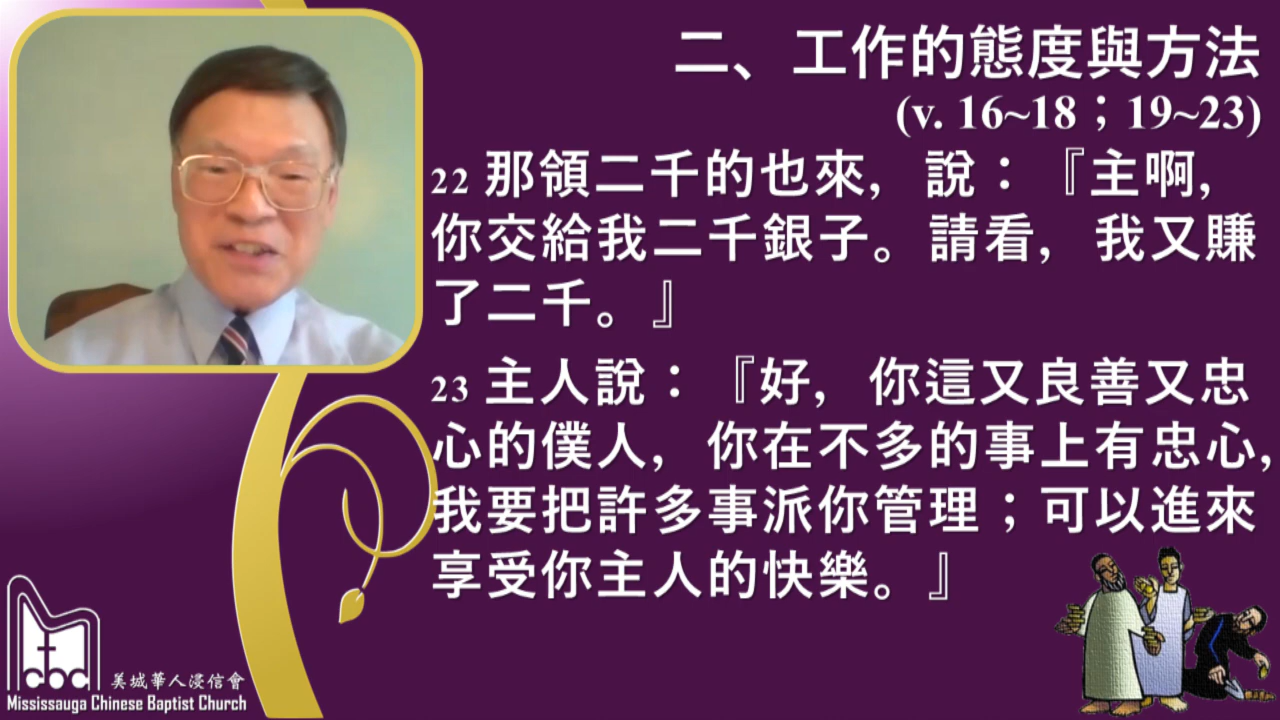 二、工作的態度與方法
(v. 16~18；19~23)
22 那領二千的也來，說：『主啊，
你交給我二千銀子。請看，我又賺
了二千。』
23 主人說：『好，你這又良善又忠
心的僕人，你在不多的事上有忠心，
我要把許多事派你管理；可以進來
享受你主人的快樂。』
cbc
美城華人浸信會
Mississauga Chinese Baptist Church